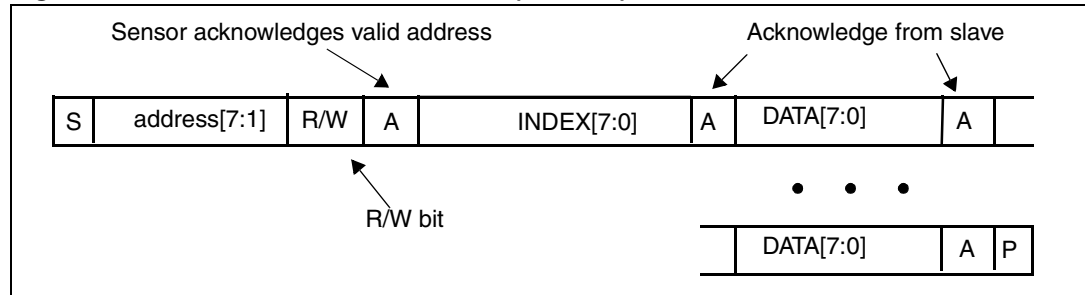 Sensor acknowledges valid address Acknowledge from slave
S address[7:1] R/W A INDEX[7:0] A DATA[7:0] A
R/W bit
DATA[7:0] A P